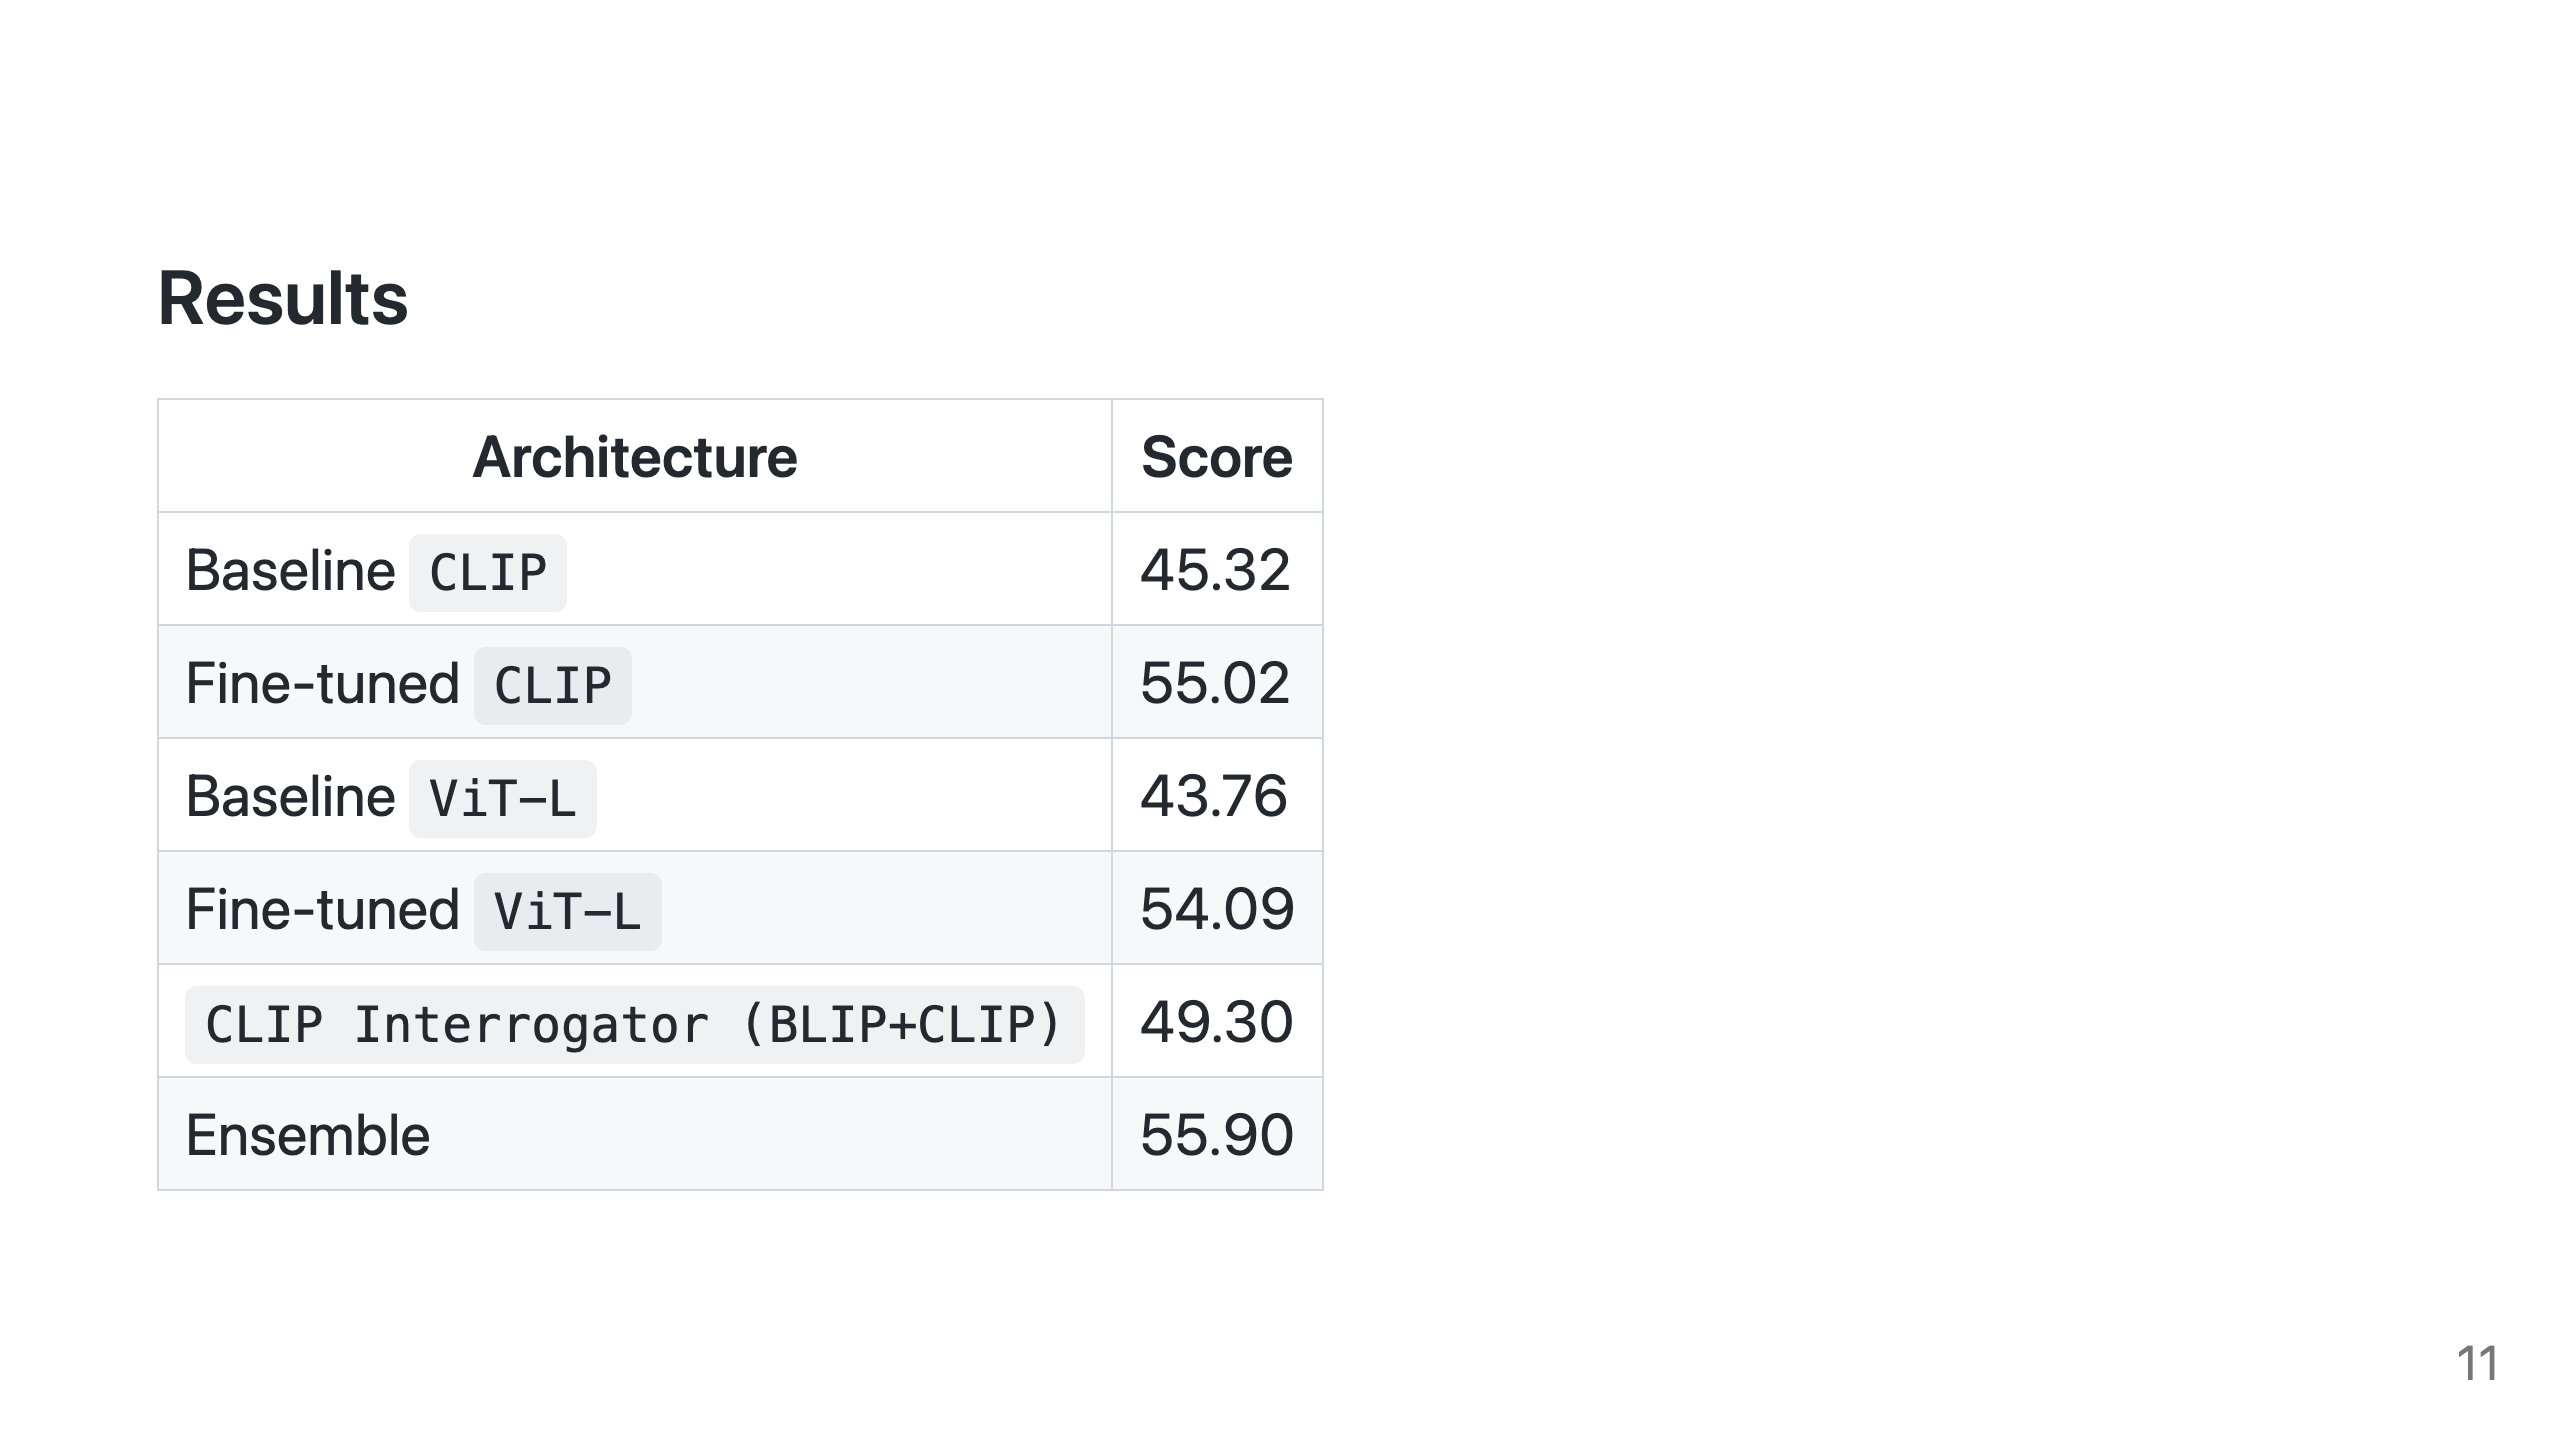 Results
Architecture Score
Baseline CLIP 45.32
Fine-tuned CLIP 55.02
Baseline ViT-L 43.76
Fine-tuned ViT-L 54.09
CLIP Interrogator (BLIP+CLIP) 49.30
Ensemble 55.90
11